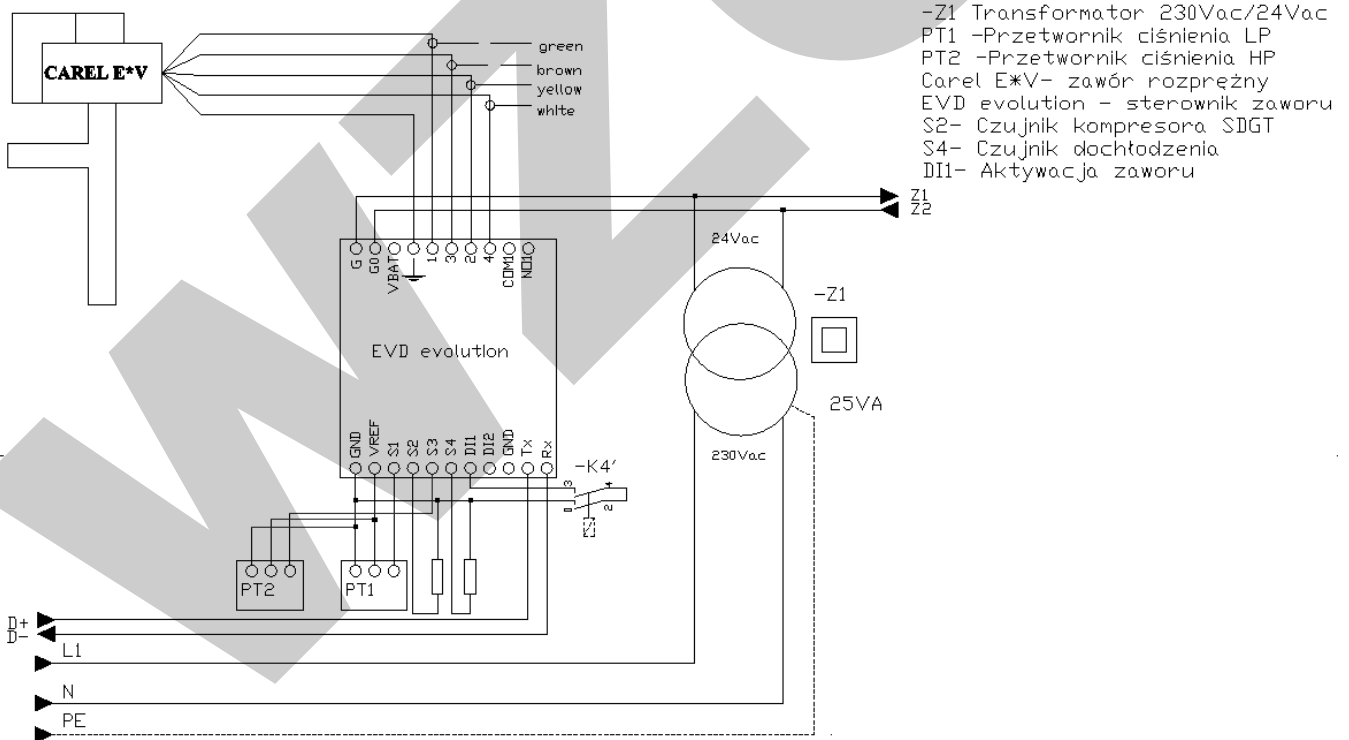 -Z1 Transformator 230Vac/24Vac
PT1 -Przetwornik ciśnienia LP
PT2 -Przetwornik ciśnienia HP
Carel E*V- zawór rozprężny
EVD evolution - sterownik zaworu
S2- Czujnik kompresora SDGT
S4- Czujnik dochłodzenia
DI1- Aktywacja zaworu
CAREL E*V
green
brown
yellow
white
Z1
Z2
G
G0
VBAT
1
3
2
4
COM1
NO1
24Vac
-Z1
EVD evolution
25VA
230Vac
GND
VREF
S1
S2
S3
S4
DI1
DI2
GND
Tx
Rx
-K4'
3
4
2
PT2
PT1
D+
D-
L1
N
PE
WZO